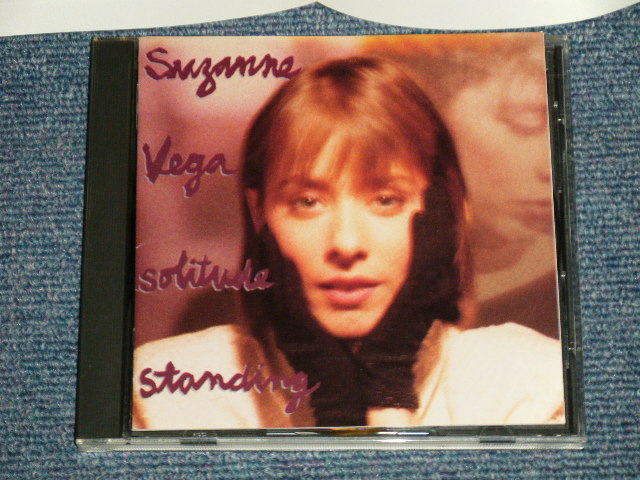 Suzanne
Vega
solitude
standing